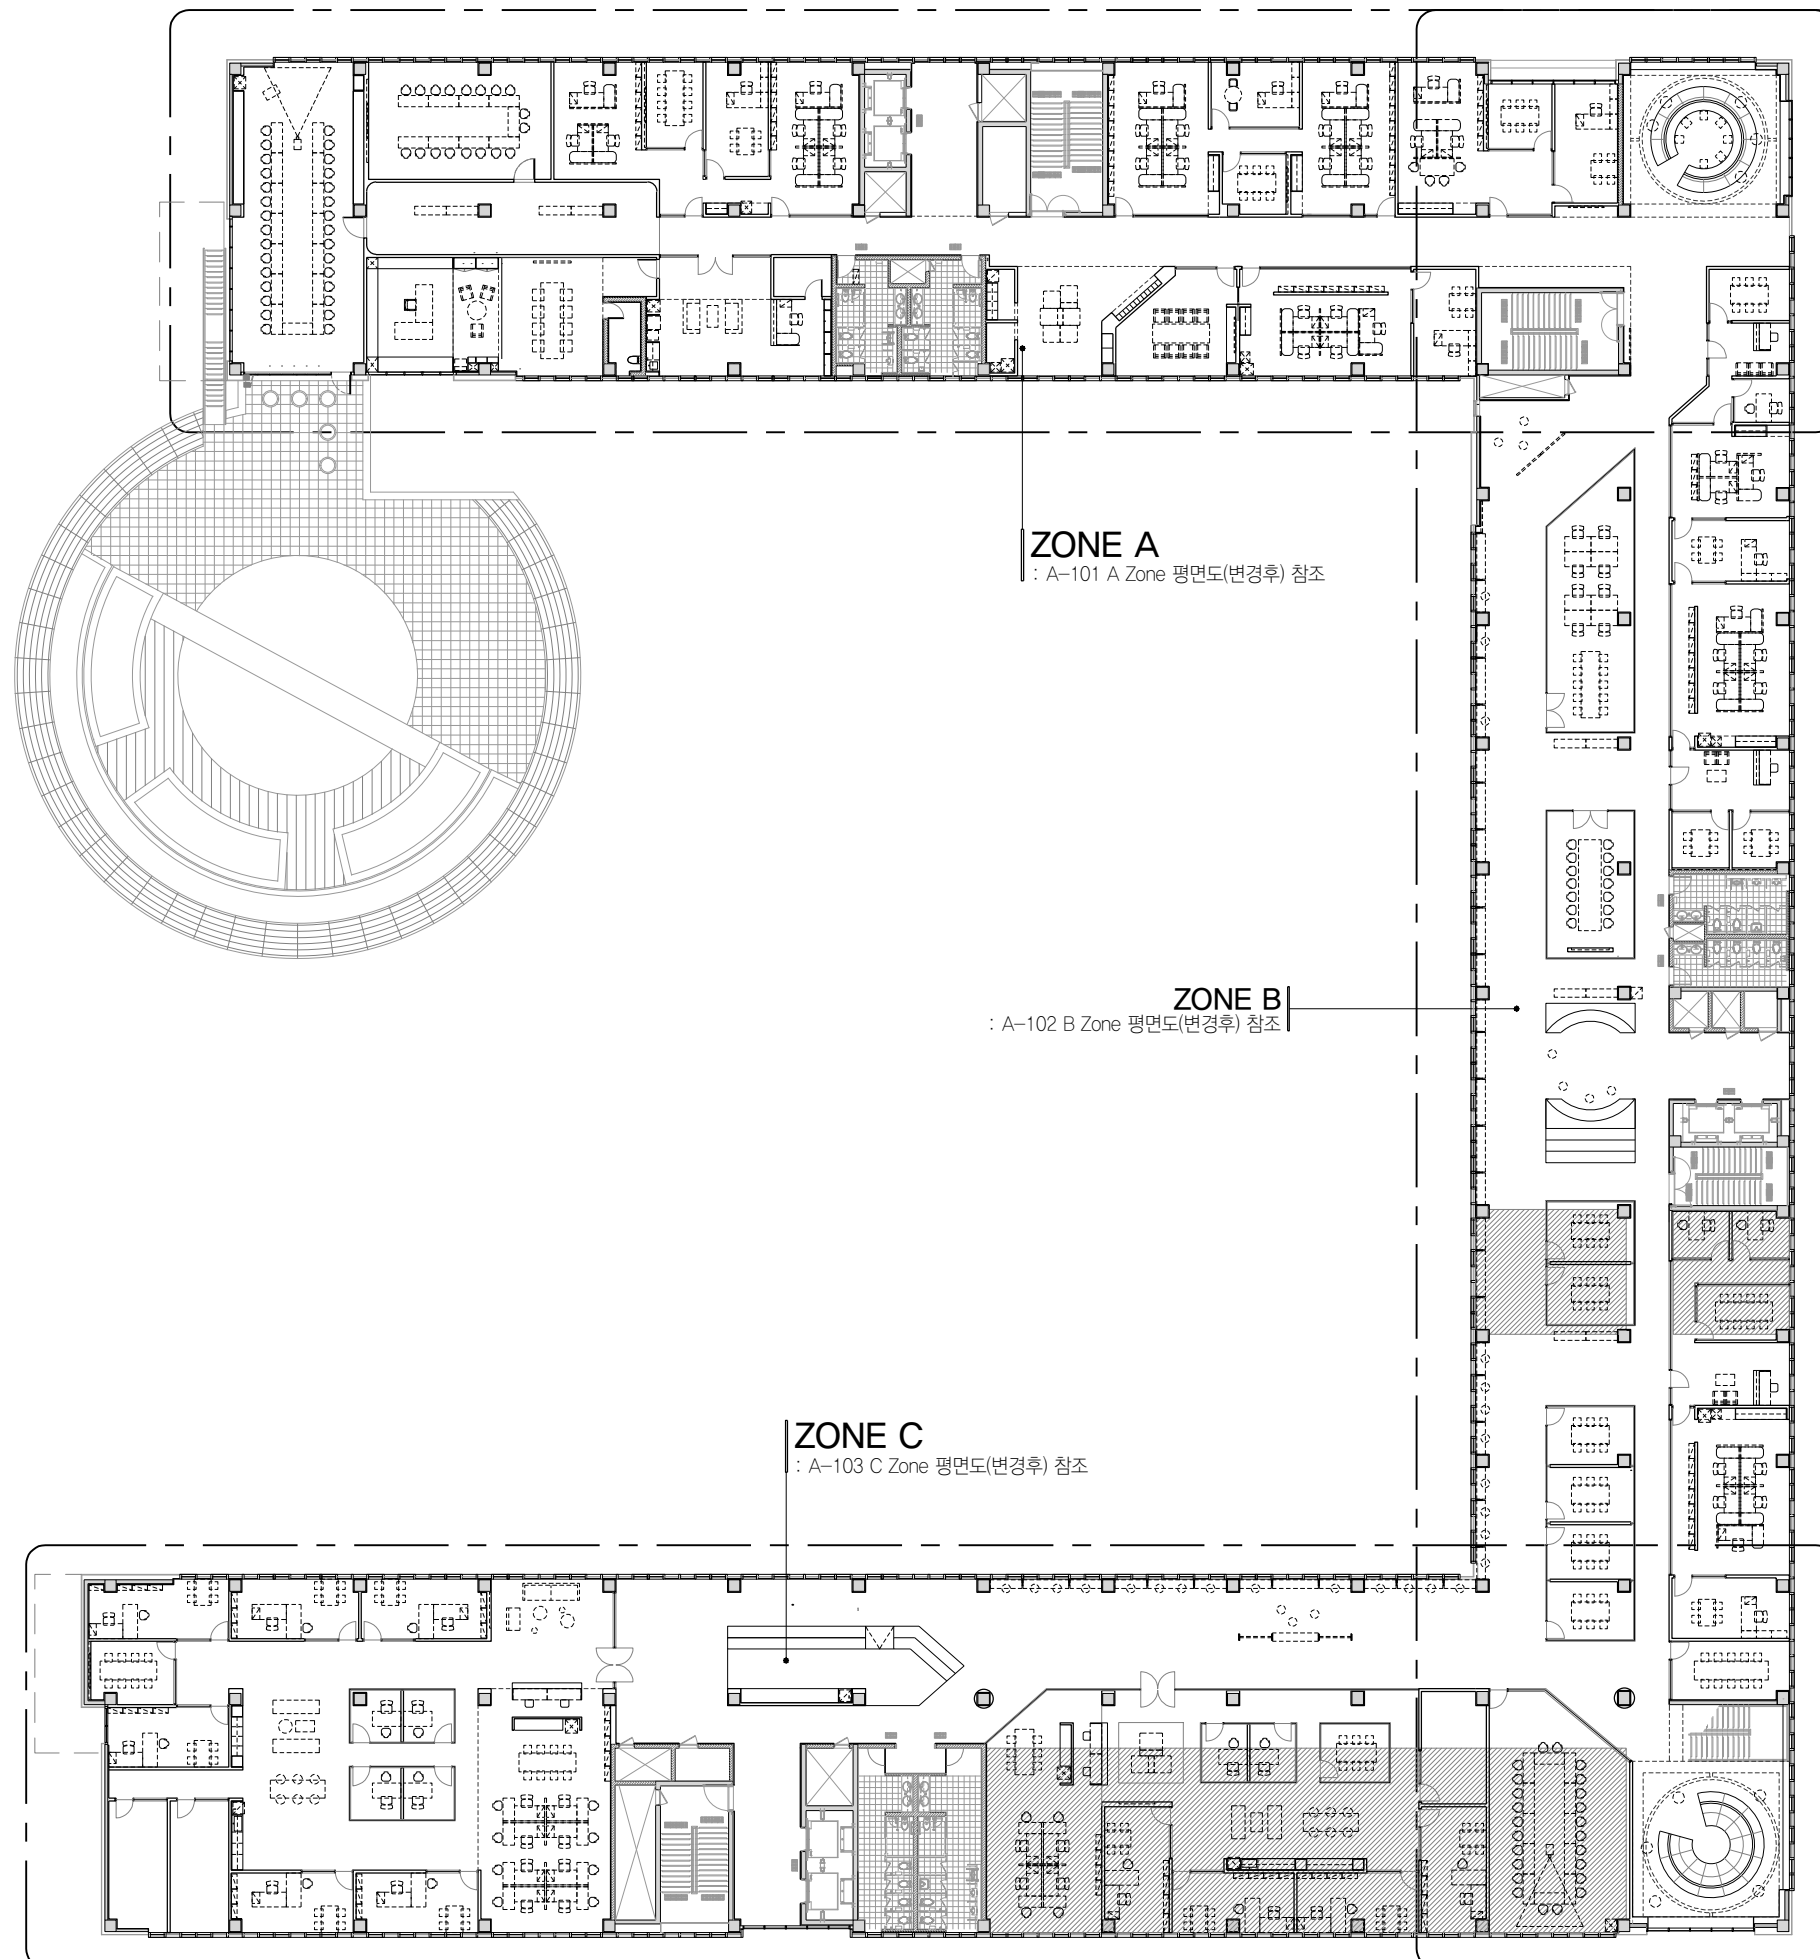 ZONE A
: A-101 A Zone 평면도(변경후) 참조
ZONE B
: A-102 B Zone 평면도(변경후) 참조
ZONE C
: A-103 C Zone 평면도(변경후) 참조